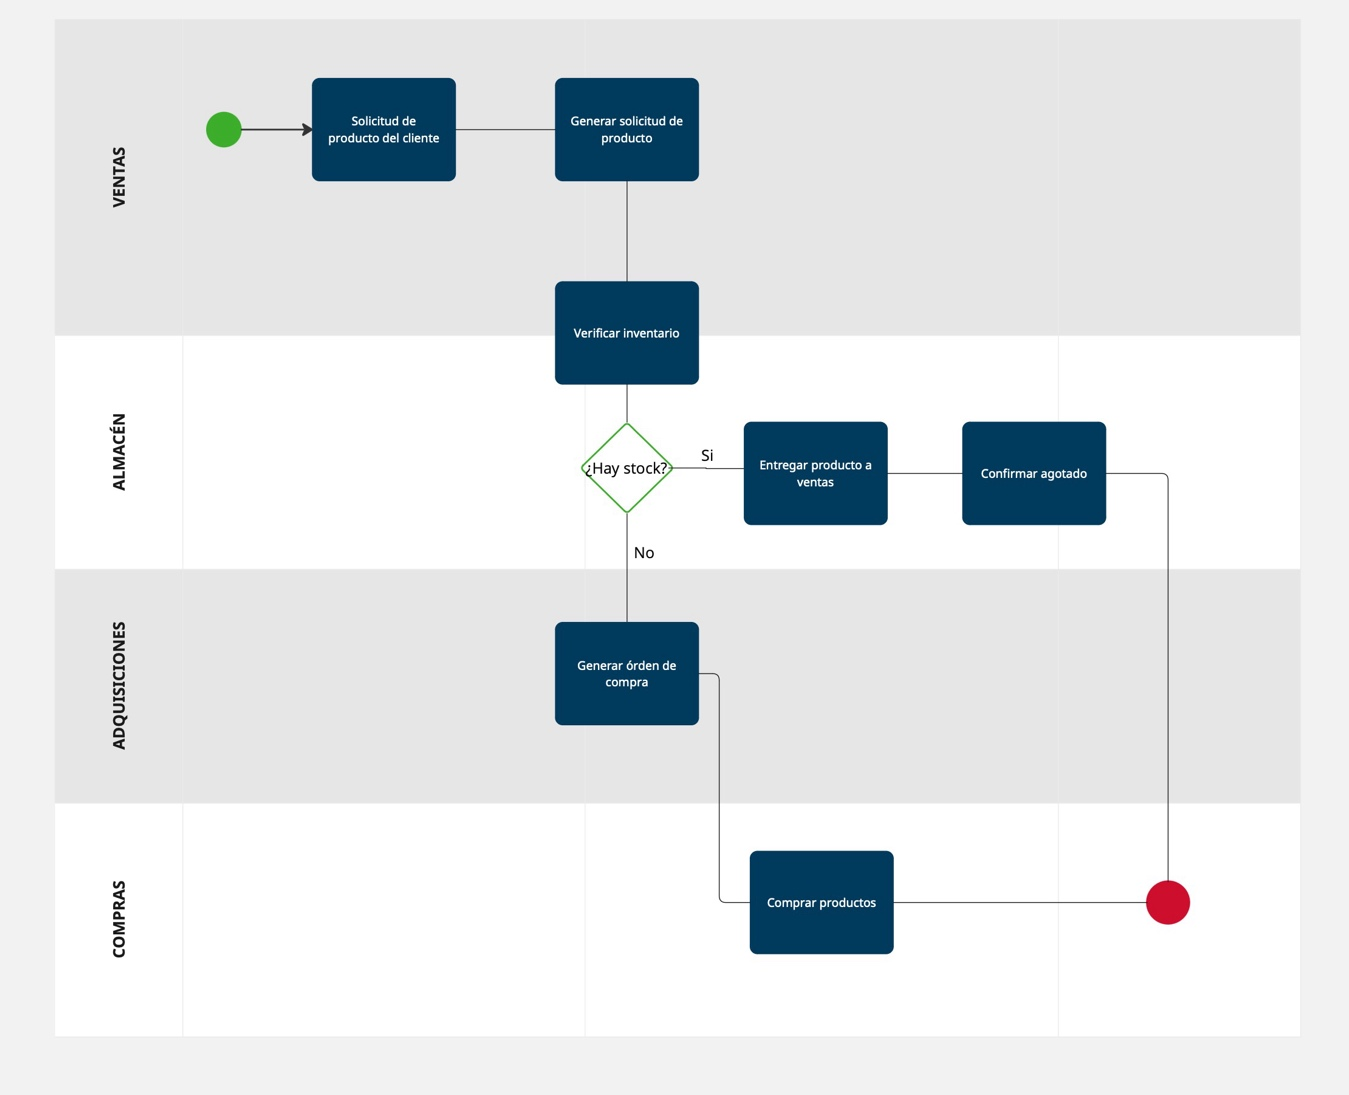 VENTAS
Solicitud de
producto del cliente
Generar solicitud de
producto
Verificar inventario
ALMACÉN
¿Hay stock?
Si
Entregar producto a
ventas
Confirmar agotado
No
ADQUISICIONES
Generar órden de
compra
COMPRAS
Comprar productos